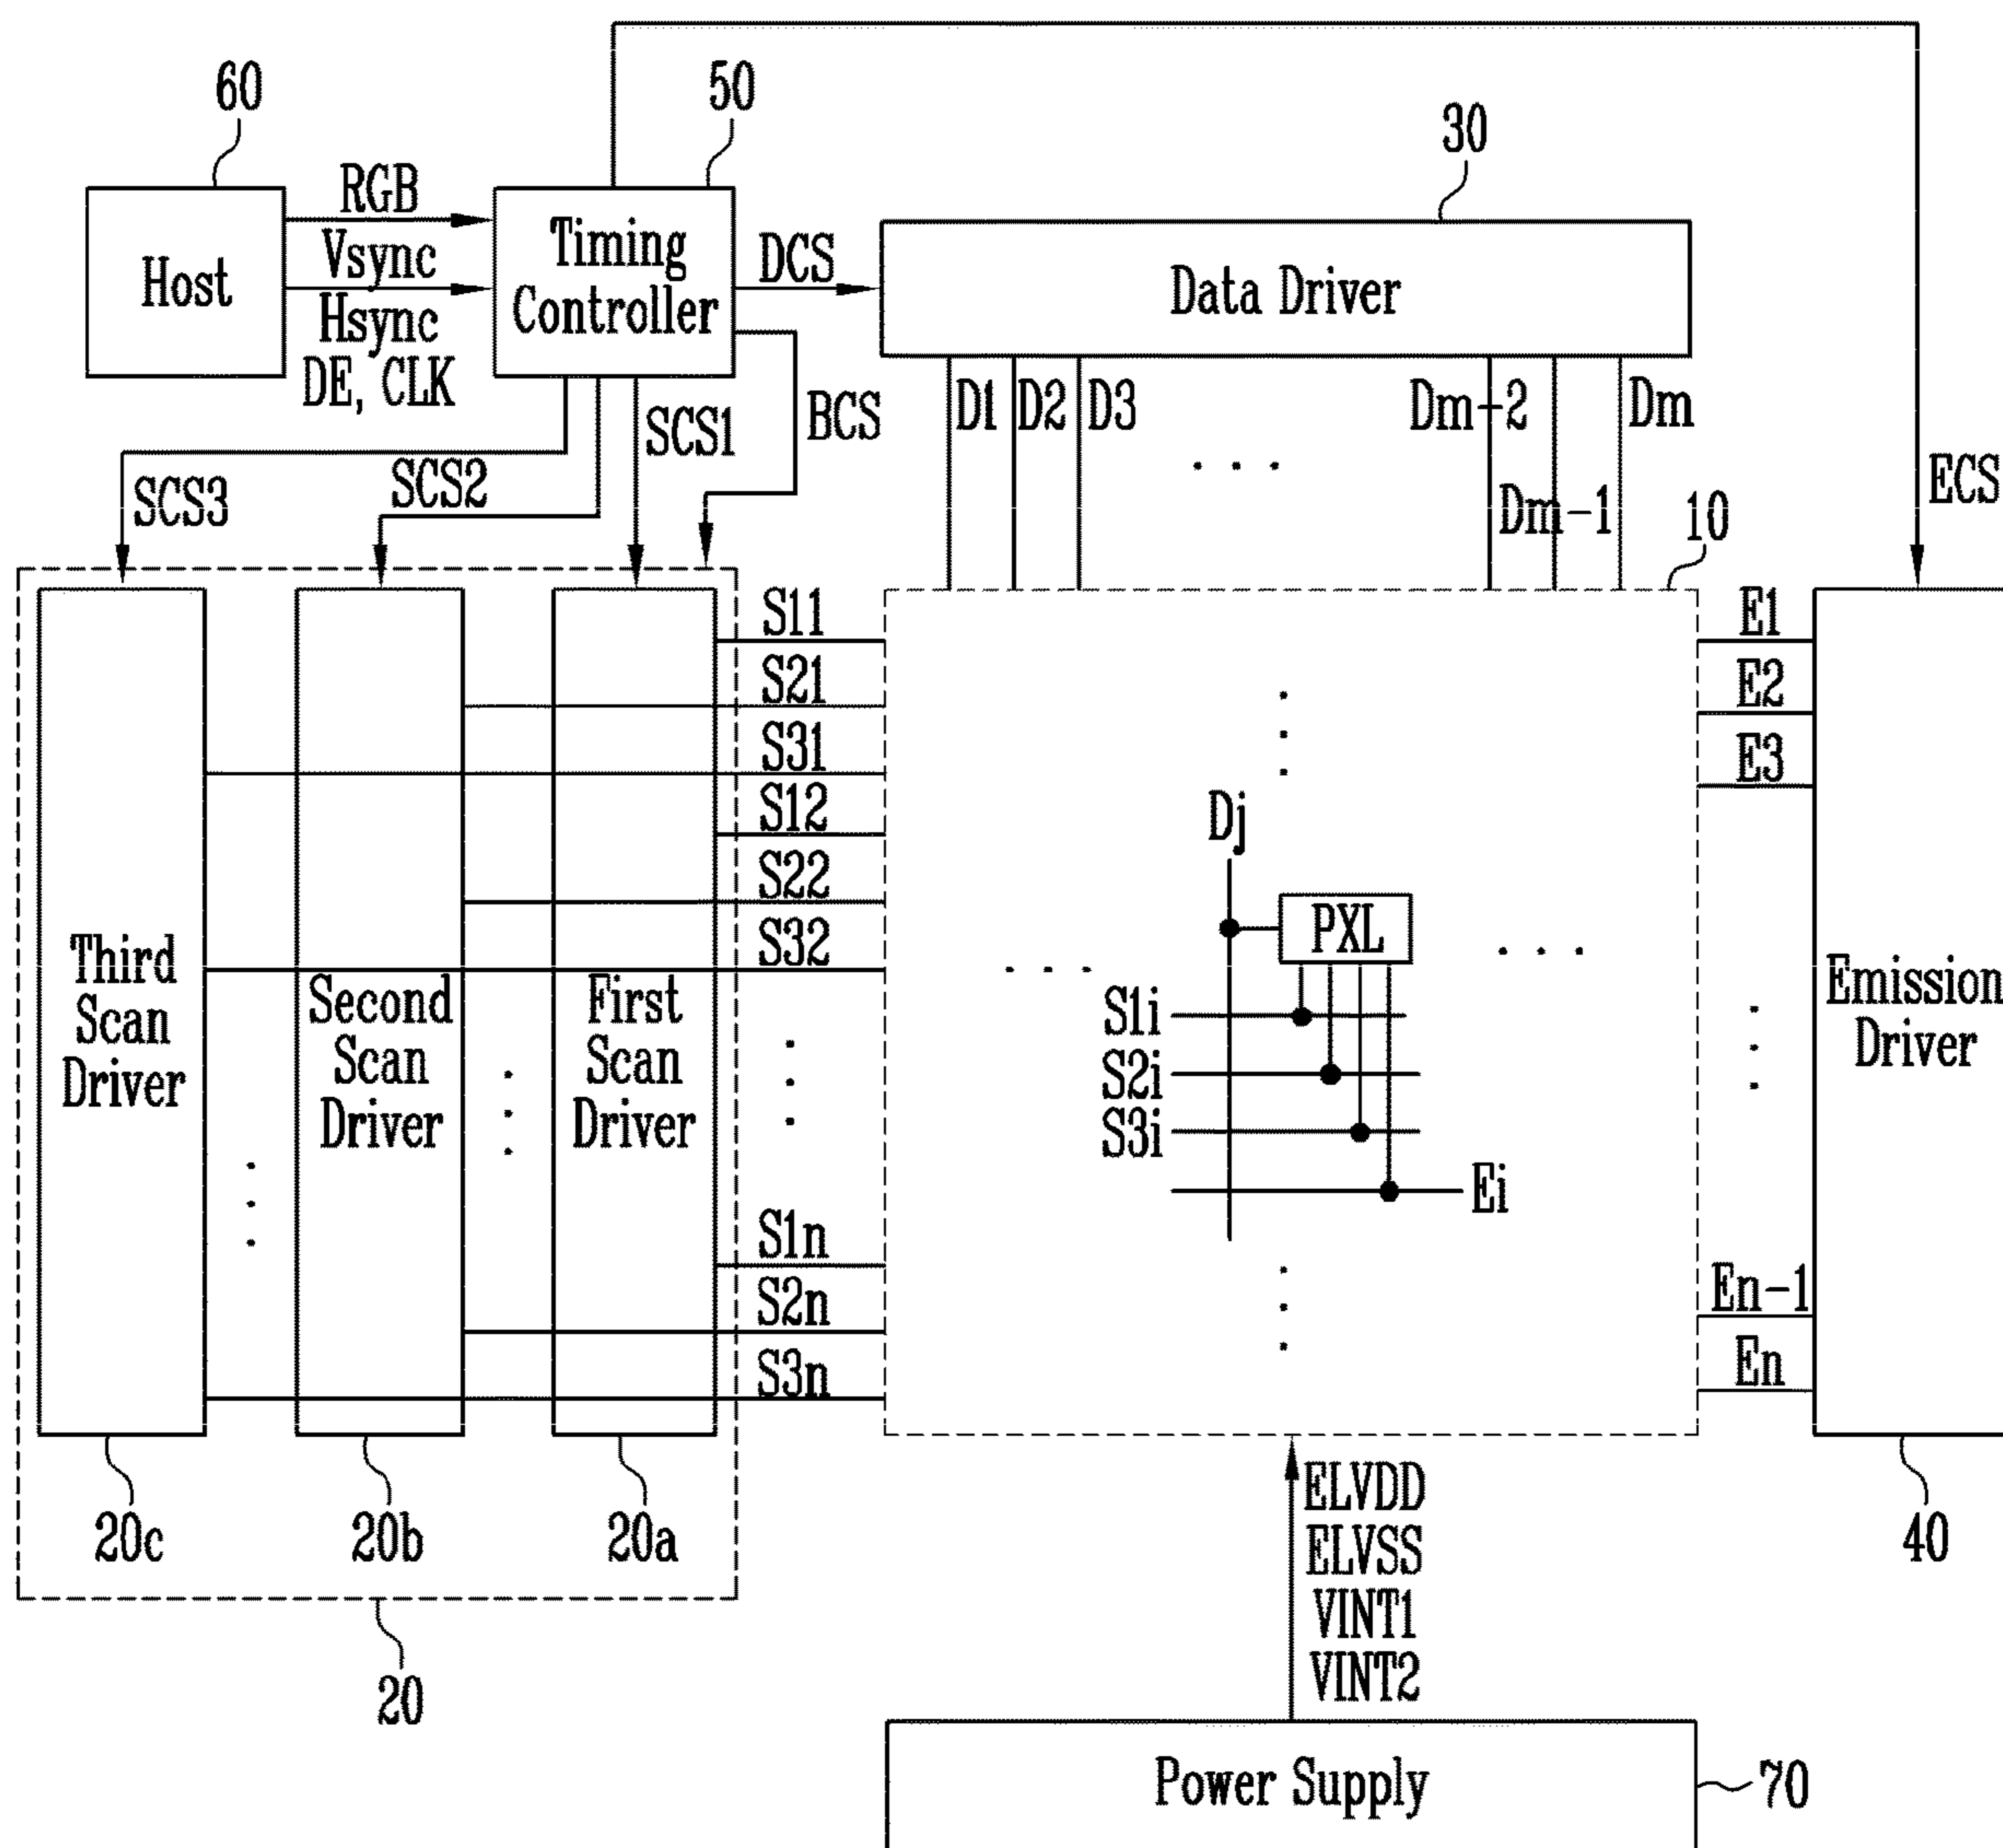 60
50
30
RGB
Vsync
Hsync
DE, CLK
Host
Timing
Controller
DCS
Data Driver
BCS
SCS1
SCS2
SCS3
D1
D2
D3
Dm-2
Dm-1
Dm
ECS
10
S11
S21
S31
S12
S22
S32
S1n
S2n
S3n
E1
E2
E3
En-1
En
Third
Scan
Driver
Second
Scan
Driver
First
Scan
Driver
Dj
PXL
S1i
S2i
S3i
Ei
Emission
Driver
20c
20b
20a
20
40
ELVDD
ELVSS
VINT1
VINT2
Power Supply
70